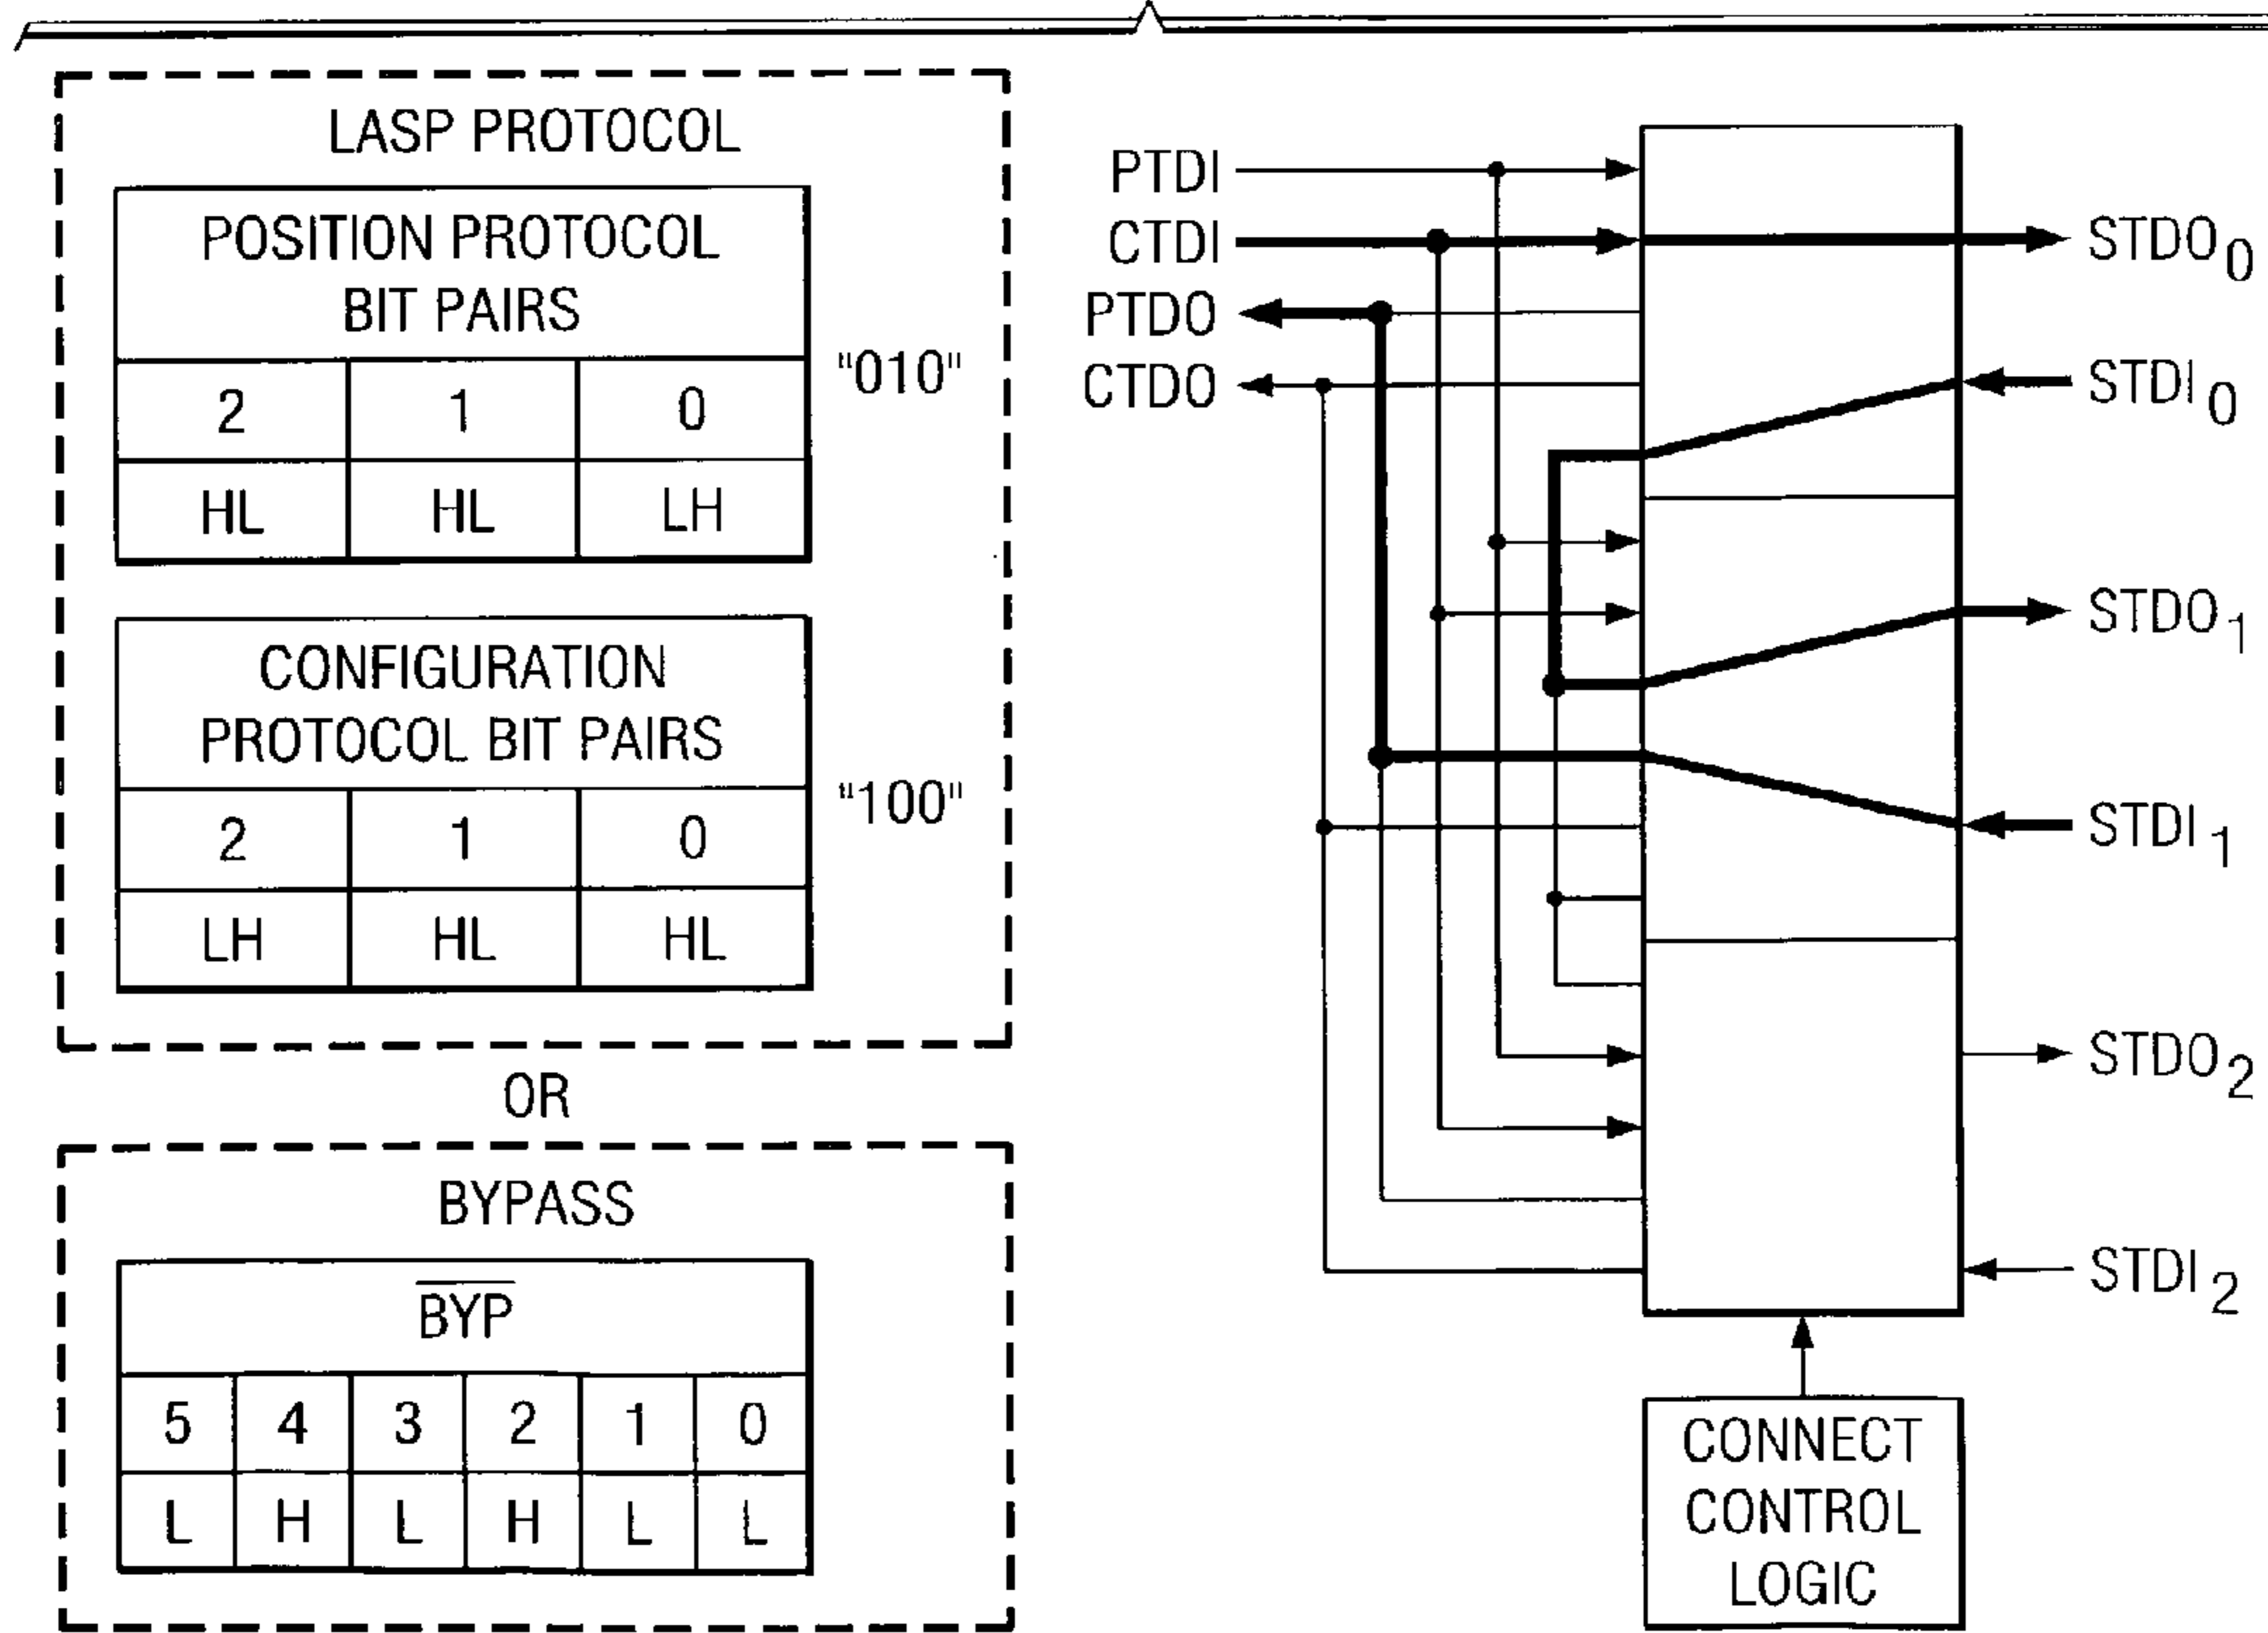 LASP PROTOCOL
POSITION PROTOCOL
BIT PAIRS
2 1 0
HL HL LH
"010"
CONFIGURATION
PROTOCOL BIT PAIRS
2 1 0
LH HL HL
"100"
OR
BYPASS
BYP
5 4 3 2 1 0
L H L H L L
PTDI
CTDI
PTDO
CTDO
STDO0
STDI0
STDO1
STDI1
STDO2
STDI2
CONNECT
CONTROL
LOGIC